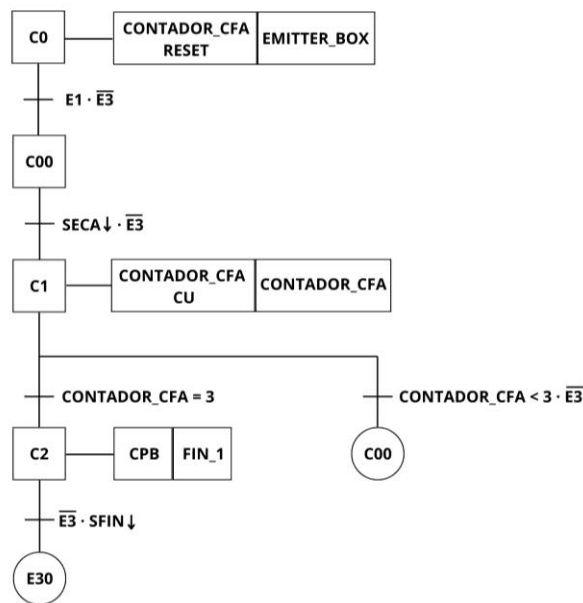 C0
CONTADOR_CFA
RESET
EMITTER_BOX
E1 · E3̅
C00
SECA↓ · E3̅
C1
CONTADOR_CFA
CU
CONTADOR_CFA
CONTADOR_CFA = 3
CONTADOR_CFA < 3 · E3̅
C2
CPB
FIN_1
C00
E3̅ · SFIN↓
E30